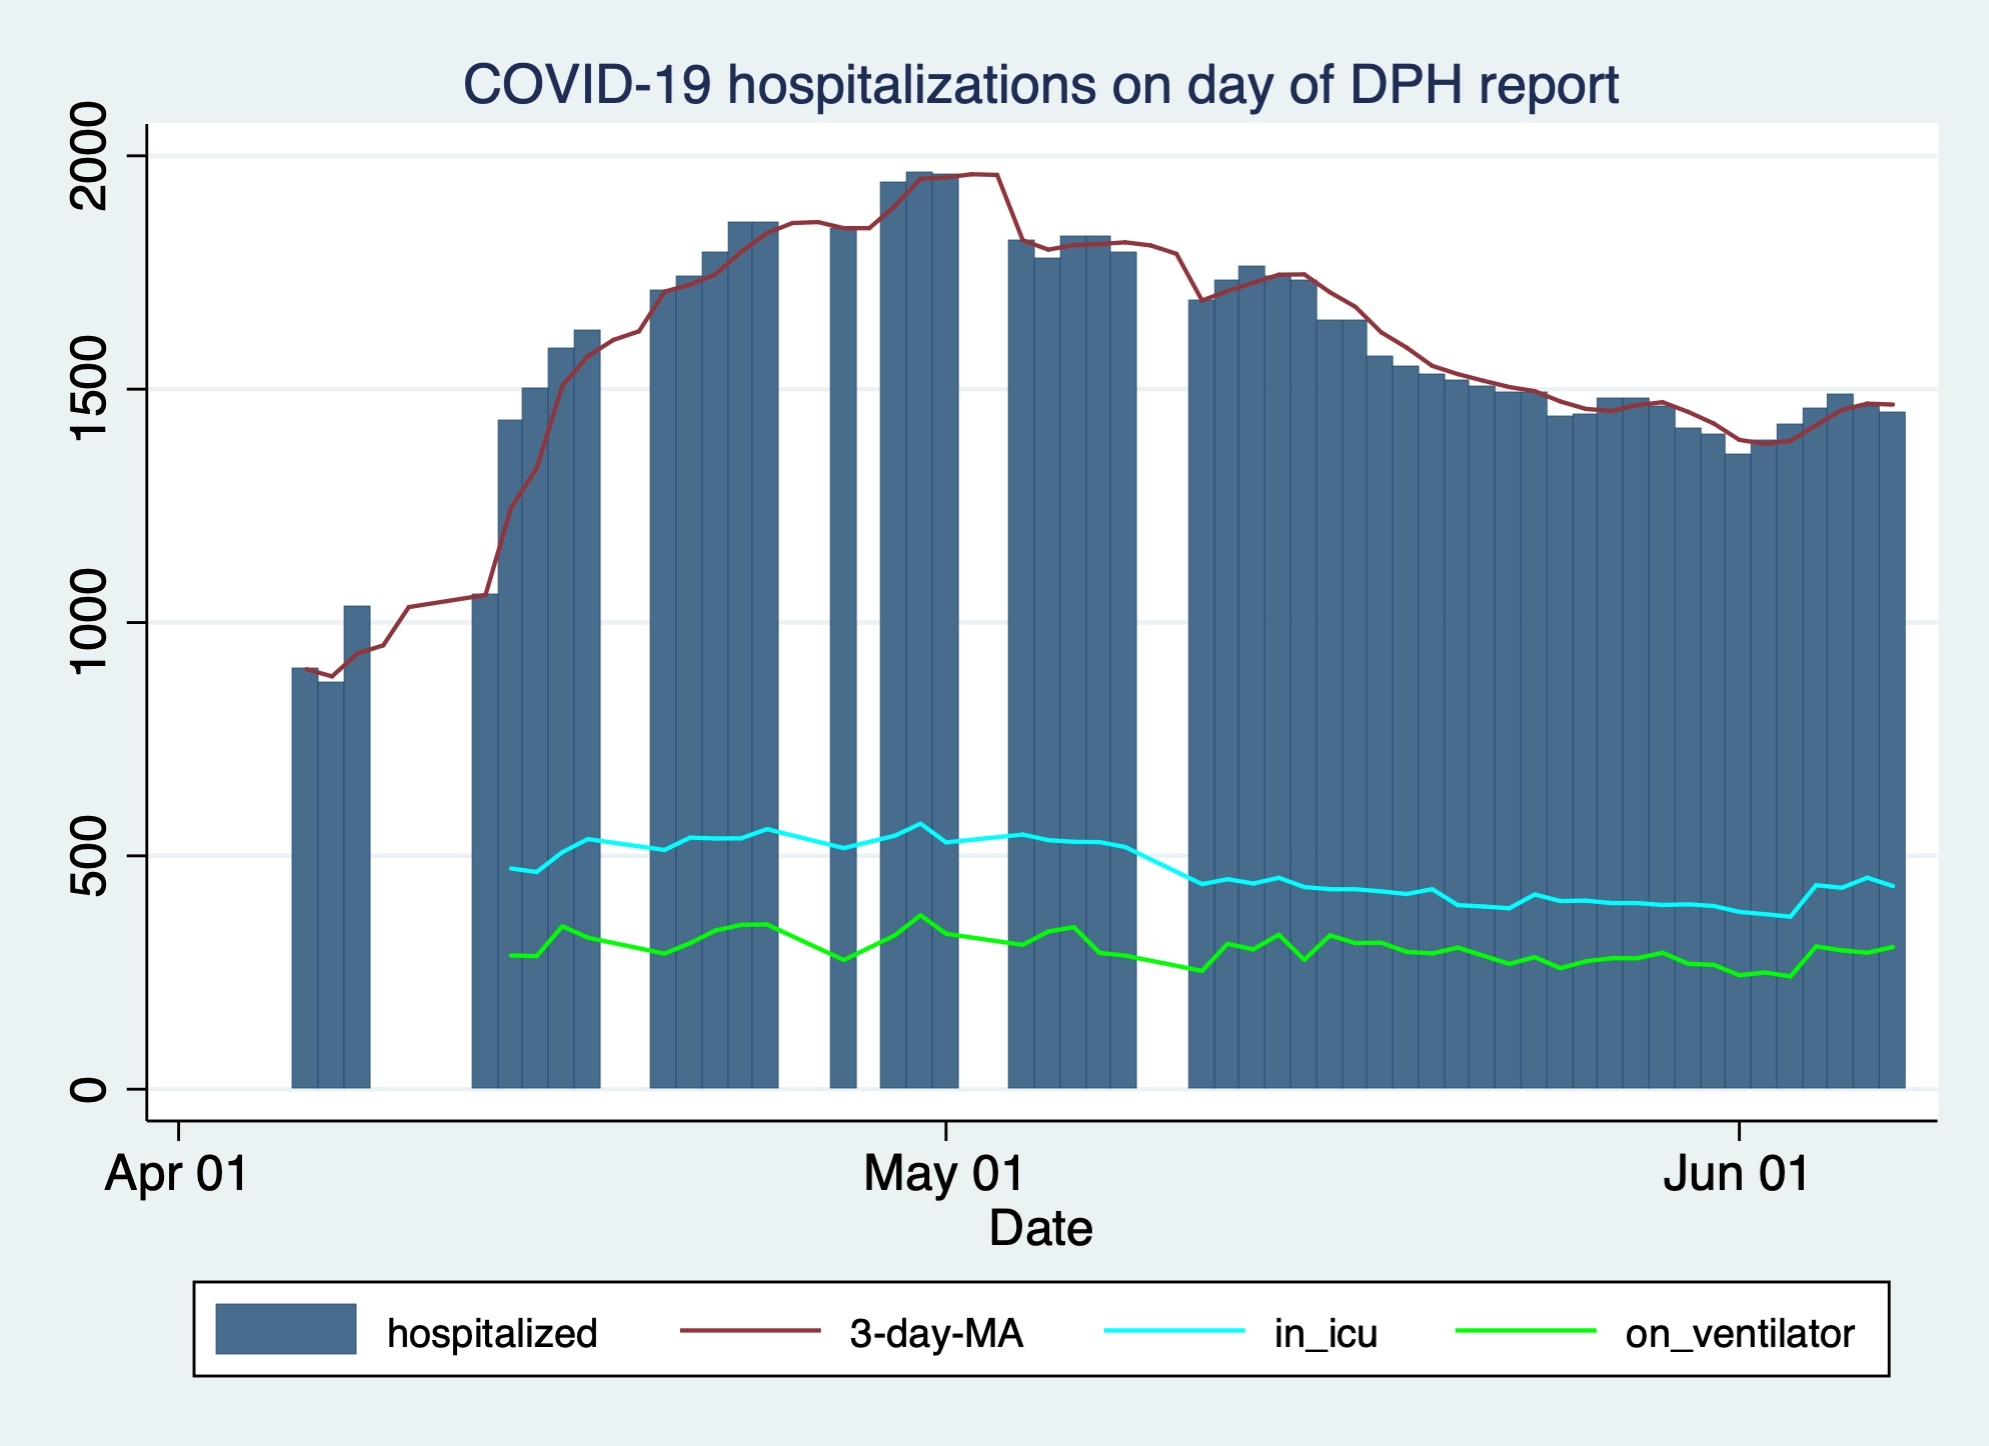 COVID-19 hospitalizations on day of DPH report
2000
1500
1000
500
0
Apr 01
May 01
Jun 01
Date
hospitalized
3-day-MA
in_icu
on_ventilator